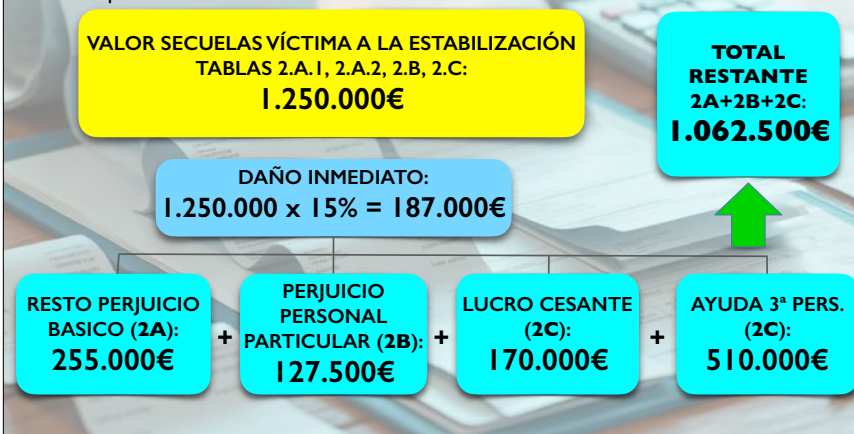 VALOR SECUELAS VÍCTIMA A LA ESTABILIZACIÓN
TABLAS 2.A.1, 2.A.2, 2.B, 2.C:
1.250.000€
TOTAL
RESTANTE
2A+2B+2C:
1.062.500€
DAÑO INMEDIATO:
1.250.000 x 15% = 187.000€
RESTO PERJUICIO
BASICO (2A):
255.000€
+
PERJUICIO
PERSONAL
PARTICULAR (2B):
127.500€
+
LUCRO CESANTE
(2C):
170.000€
+
AYUDA 3ª PERS.
(2C):
510.000€